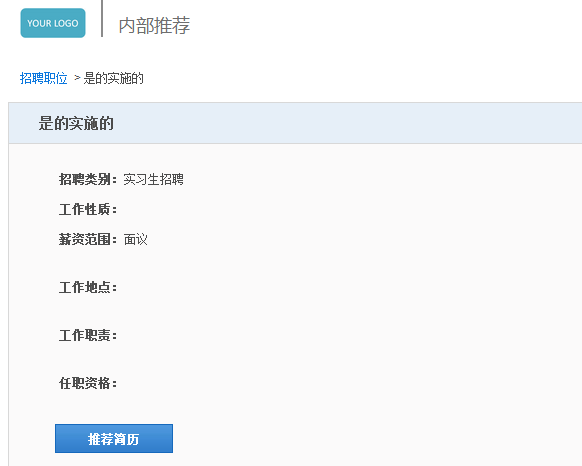 YOUR LOGO
内部推荐
招聘职位 > 是的实施的
是的实施的
招聘类别：实习生招聘
工作性质：
薪资范围：面议
工作地点：
工作职责：
任职资格：
推荐简历